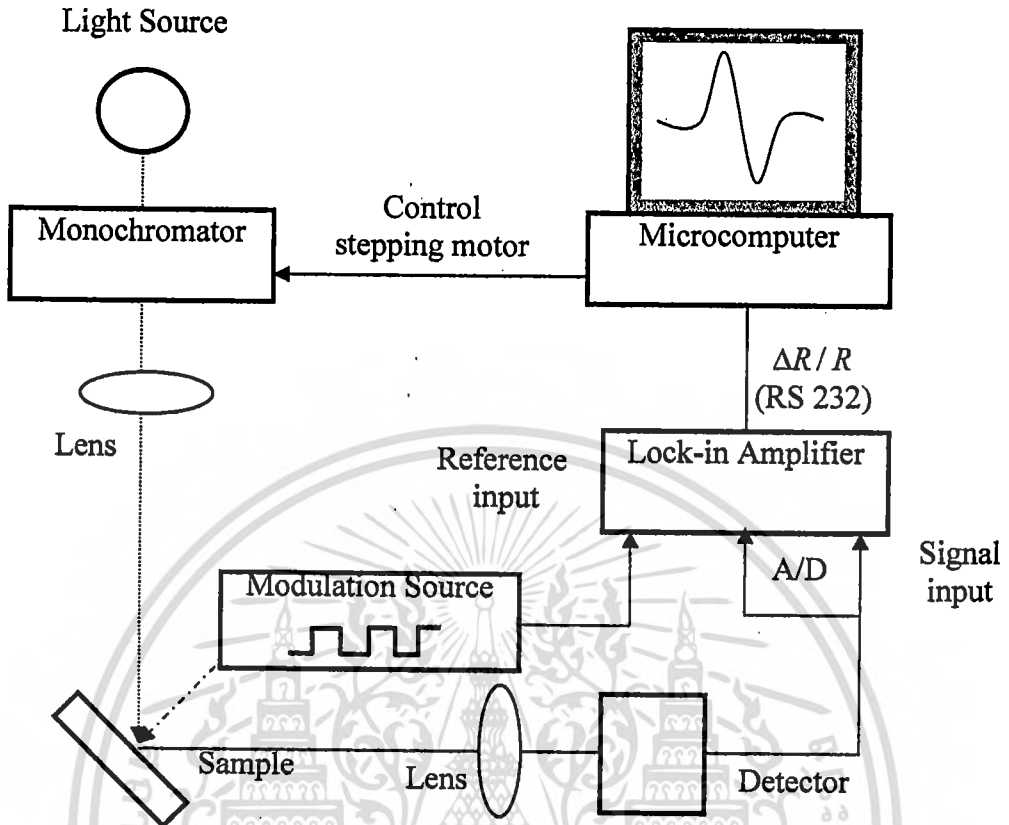 Light Source
Monochromator
Control
stepping motor
Microcomputer
ΔR / R
(RS 232)
Lens
Reference
input
Lock-in Amplifier
A/D
Signal
input
Modulation Source
Sample
Lens
Detector